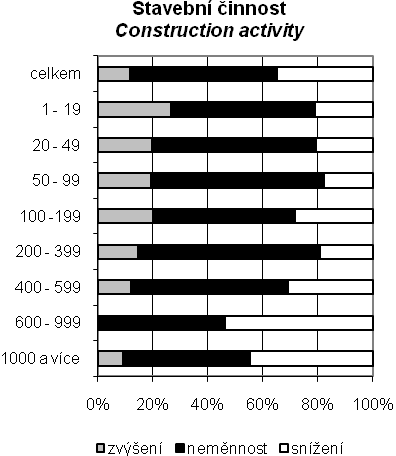 Stavební činnost
Construction activity
celkem
1 - 19
20 - 49
50 - 99
100 -199
200 - 399
400 - 599
600 - 999
1000 a více
0% 20% 40% 60% 80% 100%
zvýšení neměnnost snížení